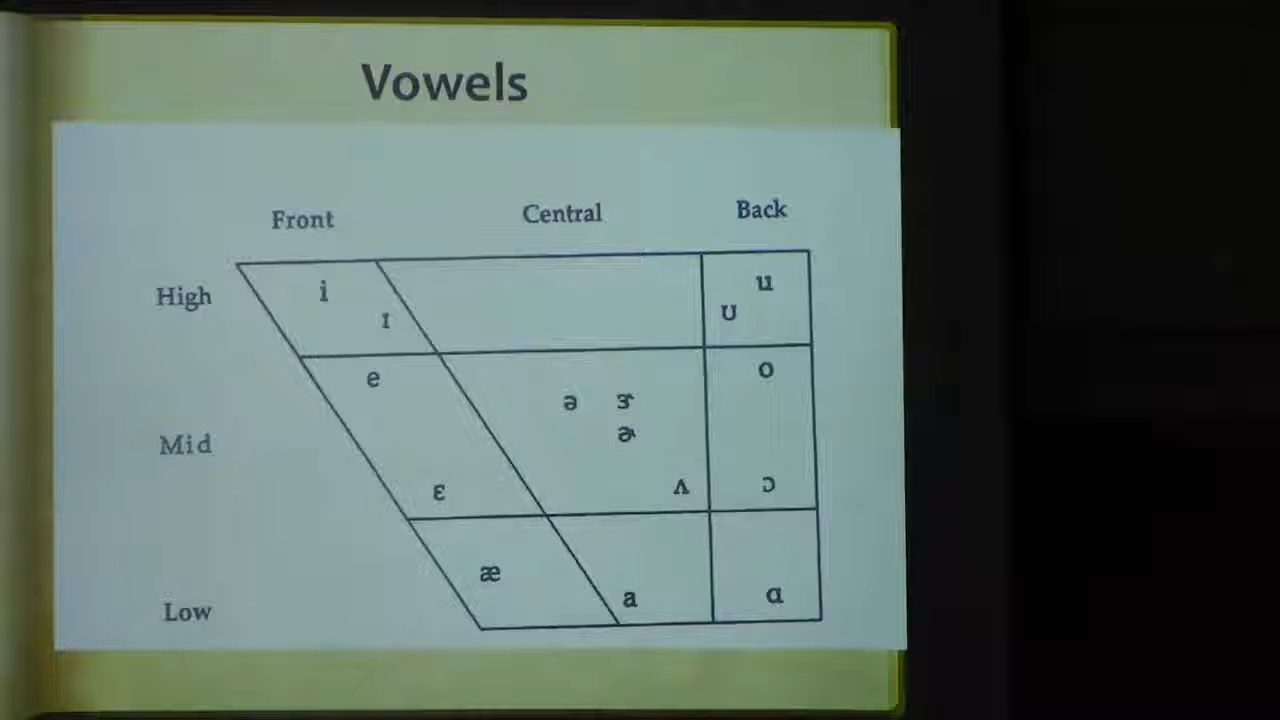 Vowels
Front Central Back
High i u
ɪ ʊ
e o
ə ɝ
Mid ɚ
ɛ ʌ ɔ
æ
Low a ɑ